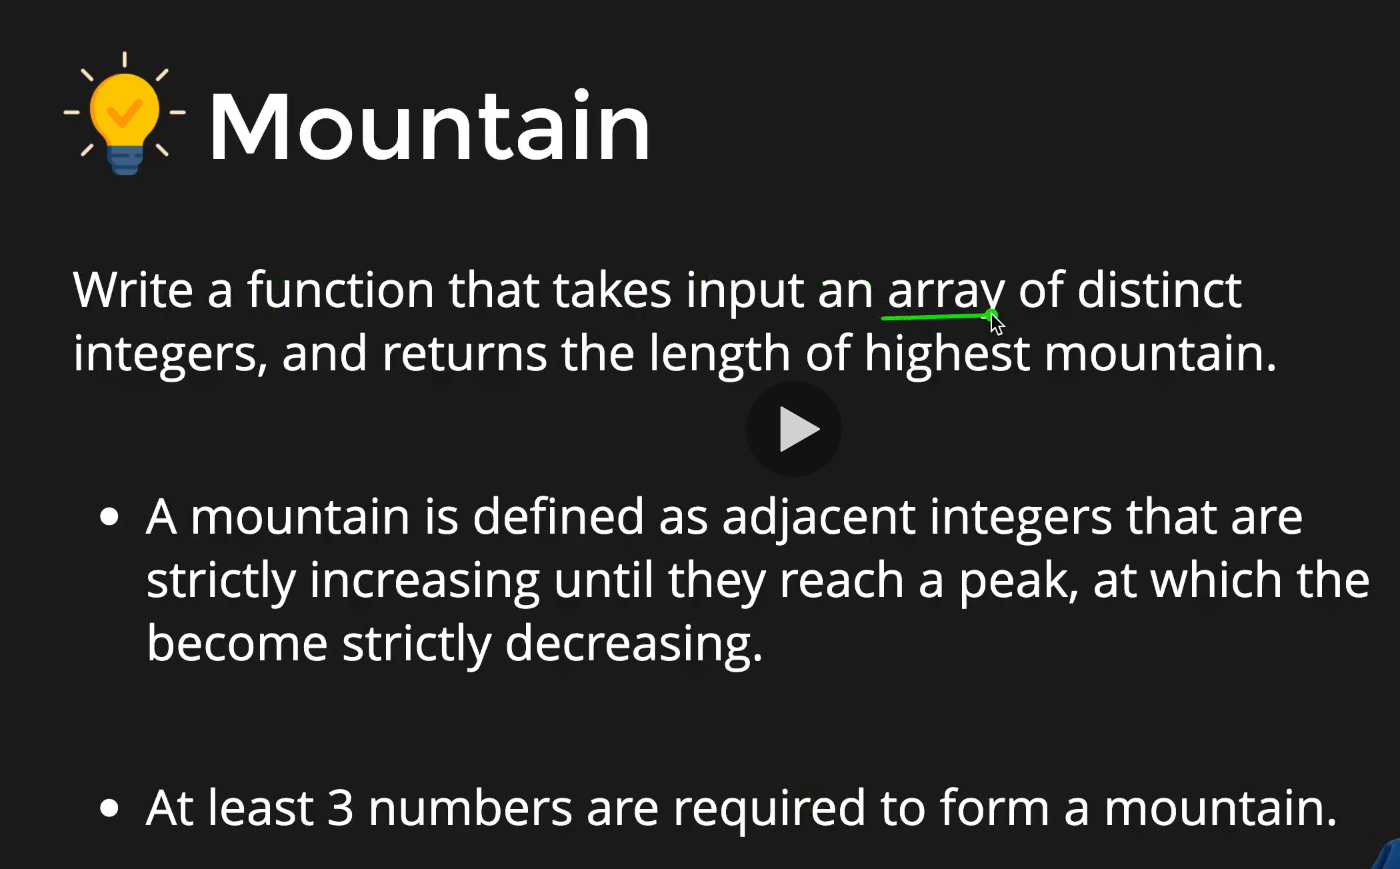 Mountain
Write a function that takes input an array of distinct
integers, and returns the length of highest mountain.
• A mountain is defined as adjacent integers that are
strictly increasing until they reach a peak, at which the
become strictly decreasing.
• At least 3 numbers are required to form a mountain.